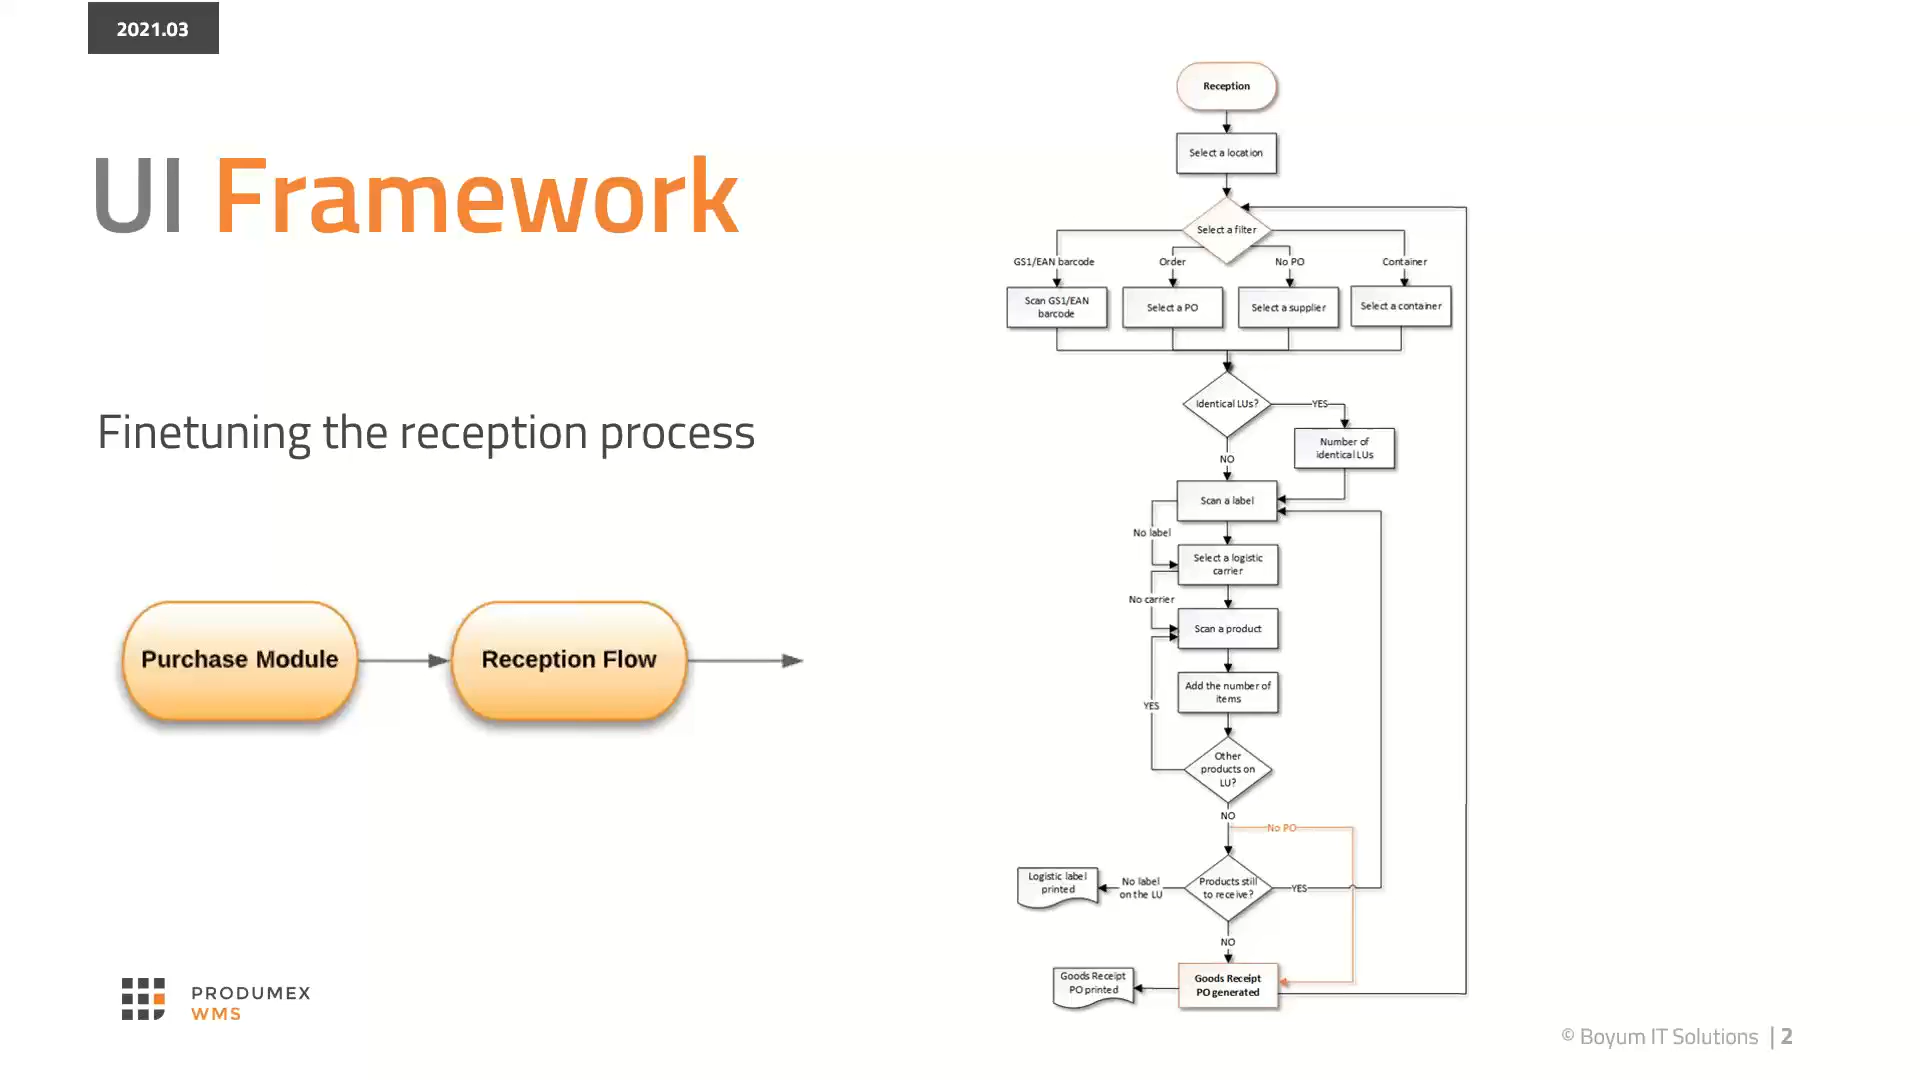 2021.03
UI Framework
Finetuning the reception process
Purchase Module
Reception Flow
PRODUMEX
WMS
Reception
Select a location
Select a filter
GS1/EAN barcode
Order
No PO
Container
Scan GS1/EAN
barcode
Select a PO
Select a supplier
Select a container
Identical LUs?
YES
Number of
identical LUs
NO
Scan a label
No label
Select a logistic
carrier
No carrier
Scan a product
Add the number of
items
YES
Other
products on
LU?
NO
No PO
Logistic label
printed
No label
on the LU
Products still
to receive?
YES
NO
Goods Receipt
PO printed
Goods Receipt
PO generated
© Boyum IT Solutions | 2